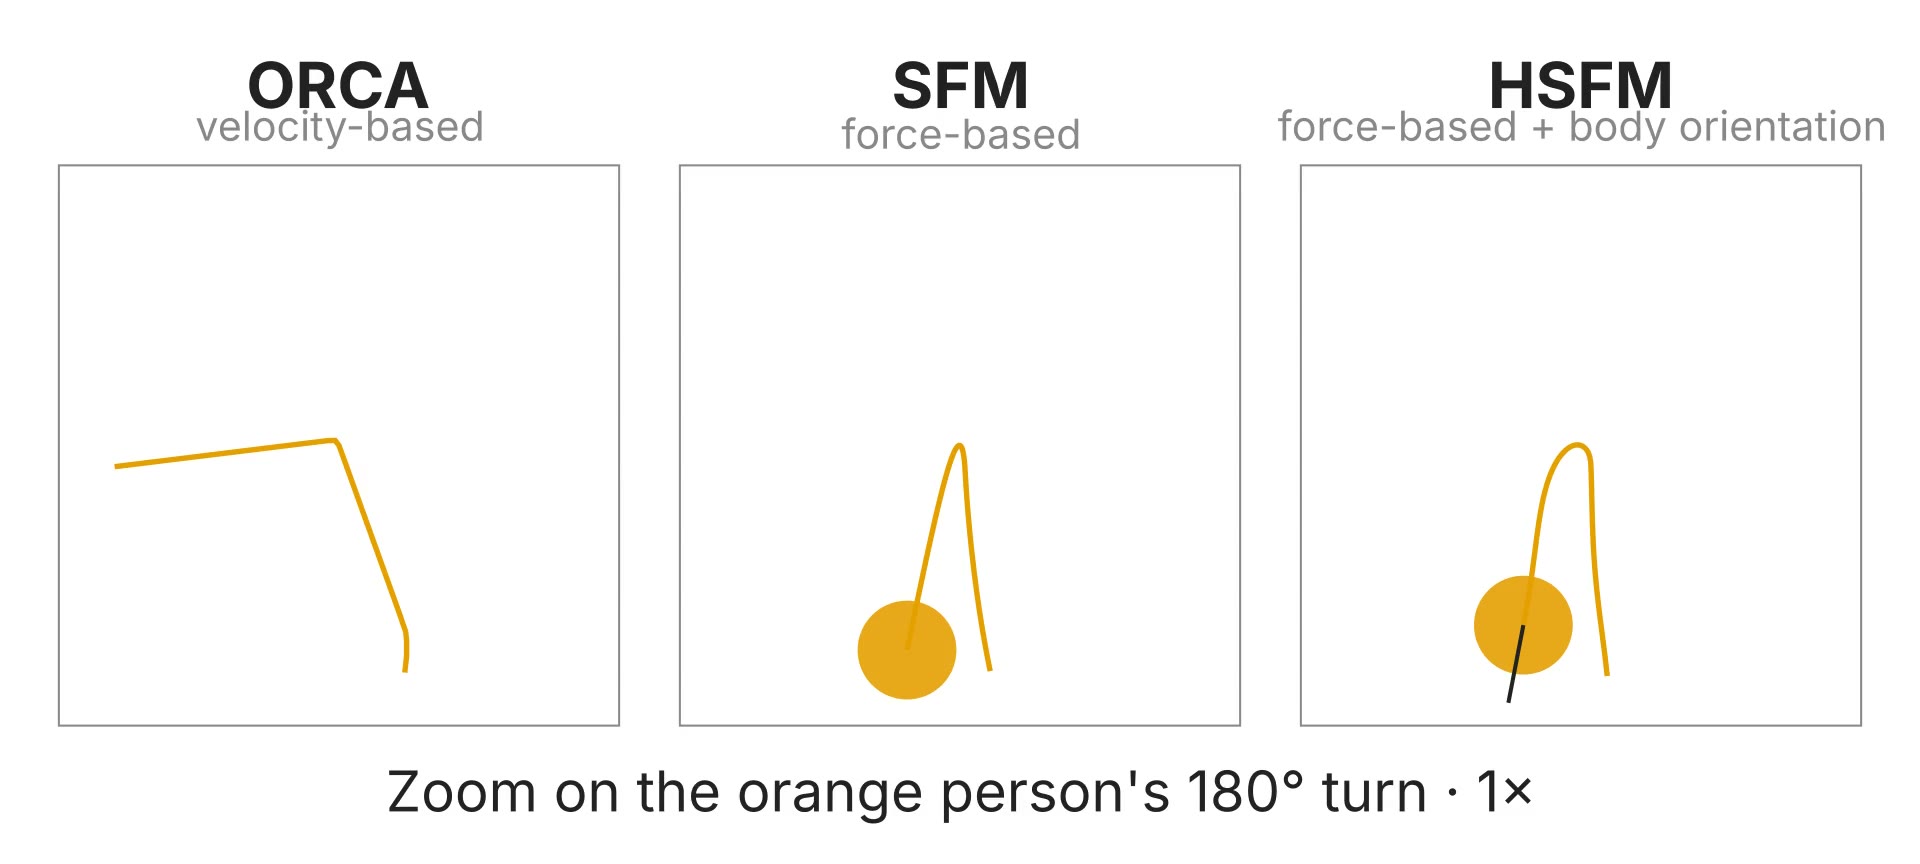 ORCA
velocity-based
SFM
force-based
HSFM
force-based + body orientation
Zoom on the orange person's 180° turn · 1×